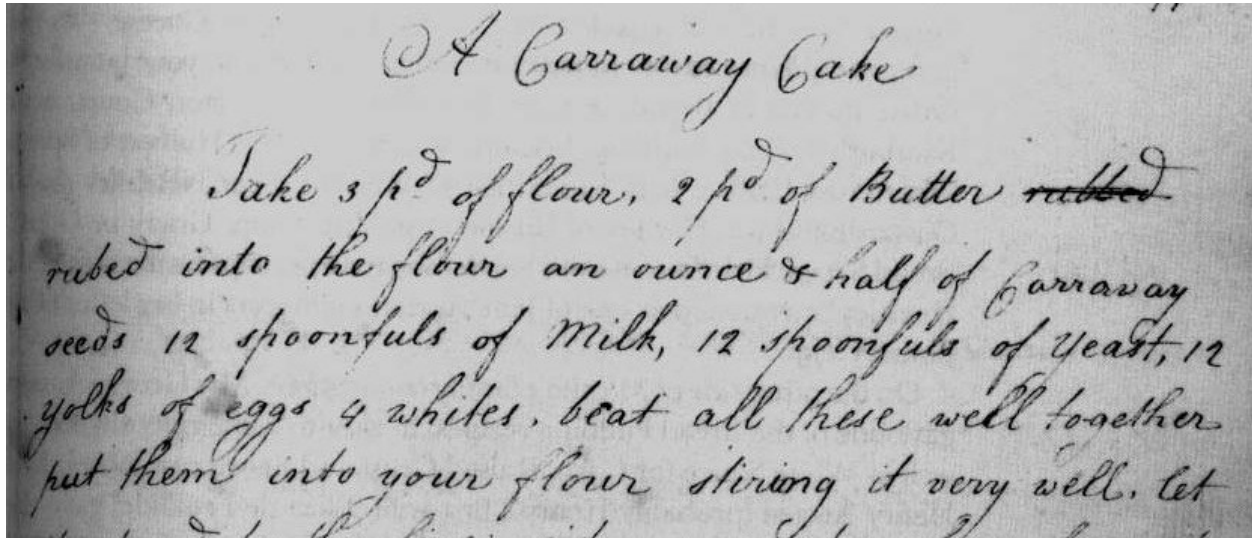 A Carraway Cake
Take 3 pd of flour, 2 pd of Butter rubbed
rubed into the flour an ounce & half of Carraway
seeds 12 spoonfuls of Milk, 12 spoonfuls of Yeast, 12
yolks of eggs 4 whites. beat all these well together
put them into your flour stiring it very well. let